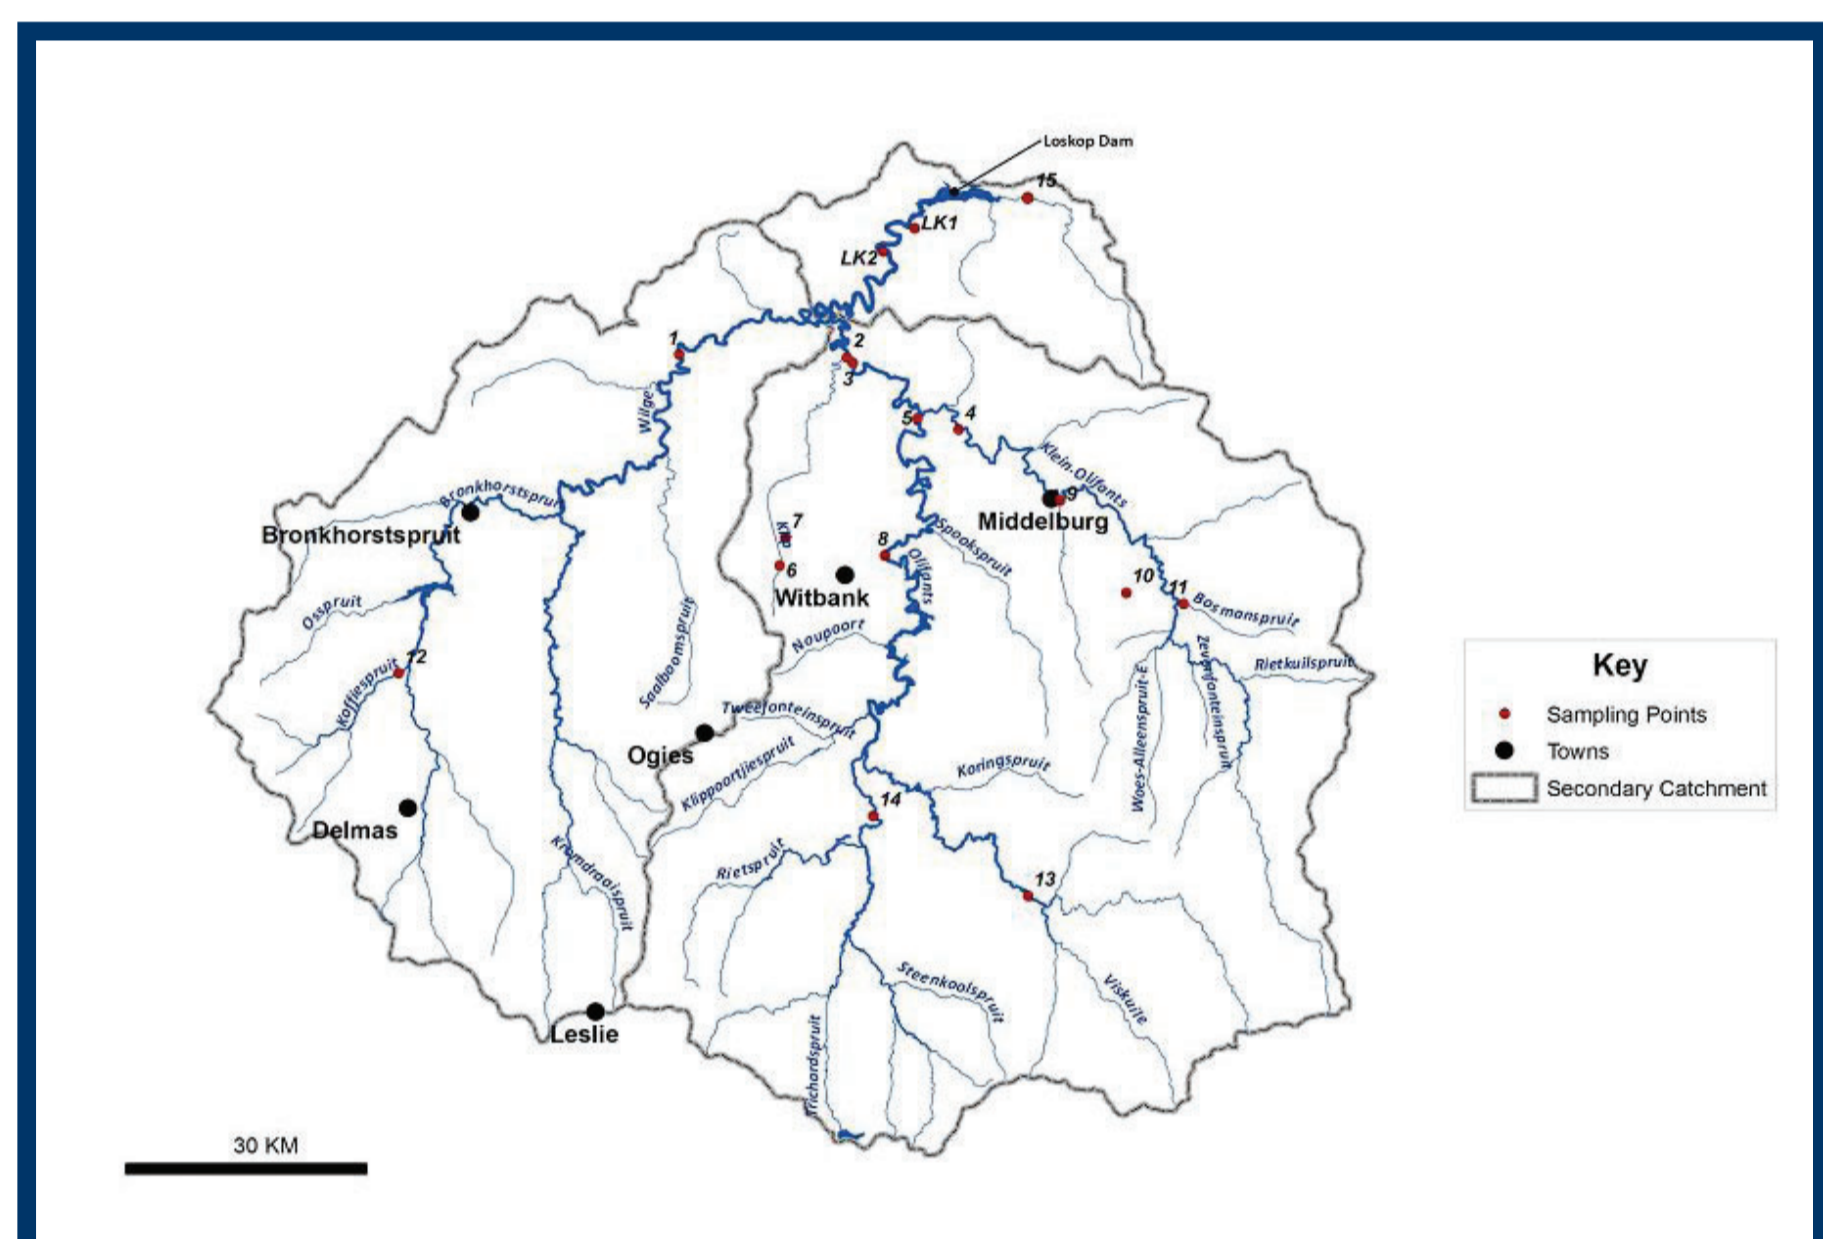 Loskop Dam
15
LK1
LK2
1
2
3
Wilge
5
4
Klein-Olifants
Bronkhorstspruit
9
Bronkhorstspruit
Middelburg
7
Klip
8
Spookspruit
Olifants
6
Witbank
10
11
Bosmanspruit
Osspruit
Noupoort
Saalboomspruit
Zevenfonteinspruit
Rietkuilspruit
12
Koffiespruit
Woes-Alleenspruit-E
Tweefonteinspruit
Ogies
Klippoortjiespruit
Koringspruit
14
Delmas
Kromdraaispruit
Rietspruit
13
Steenkoolspruit
Viskuile
Leslie
Trichardspruit
30 KM
Key
Sampling Points
Towns
Secondary Catchment